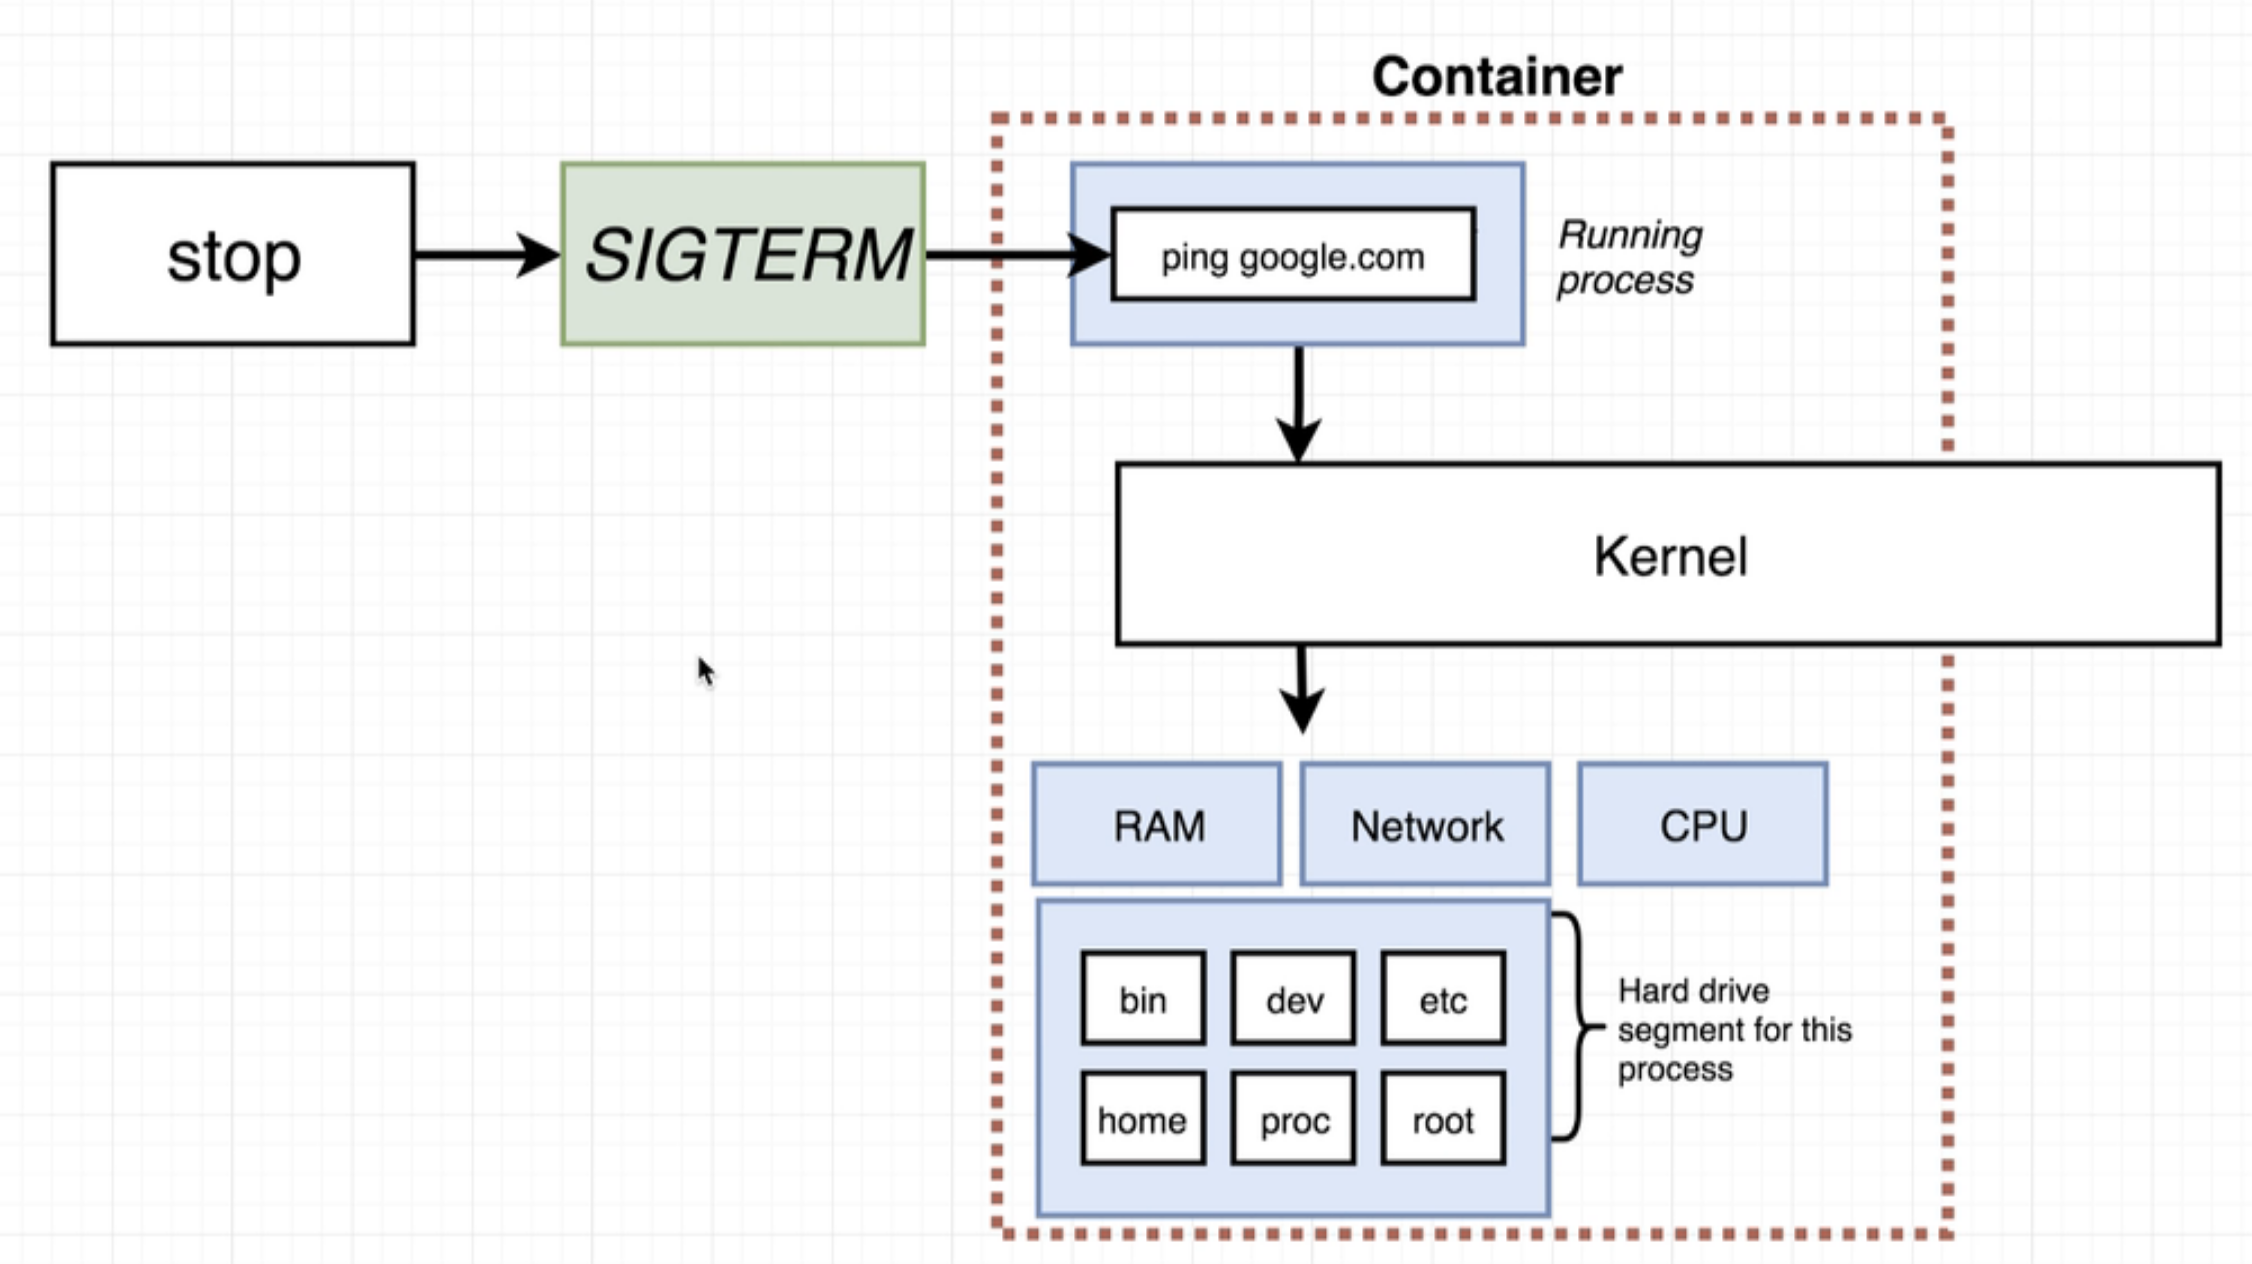 Container
stop
SIGTERM
ping google.com
Running
process
Kernel
RAM
Network
CPU
bin
dev
etc
Hard drive
segment for this
process
home
proc
root